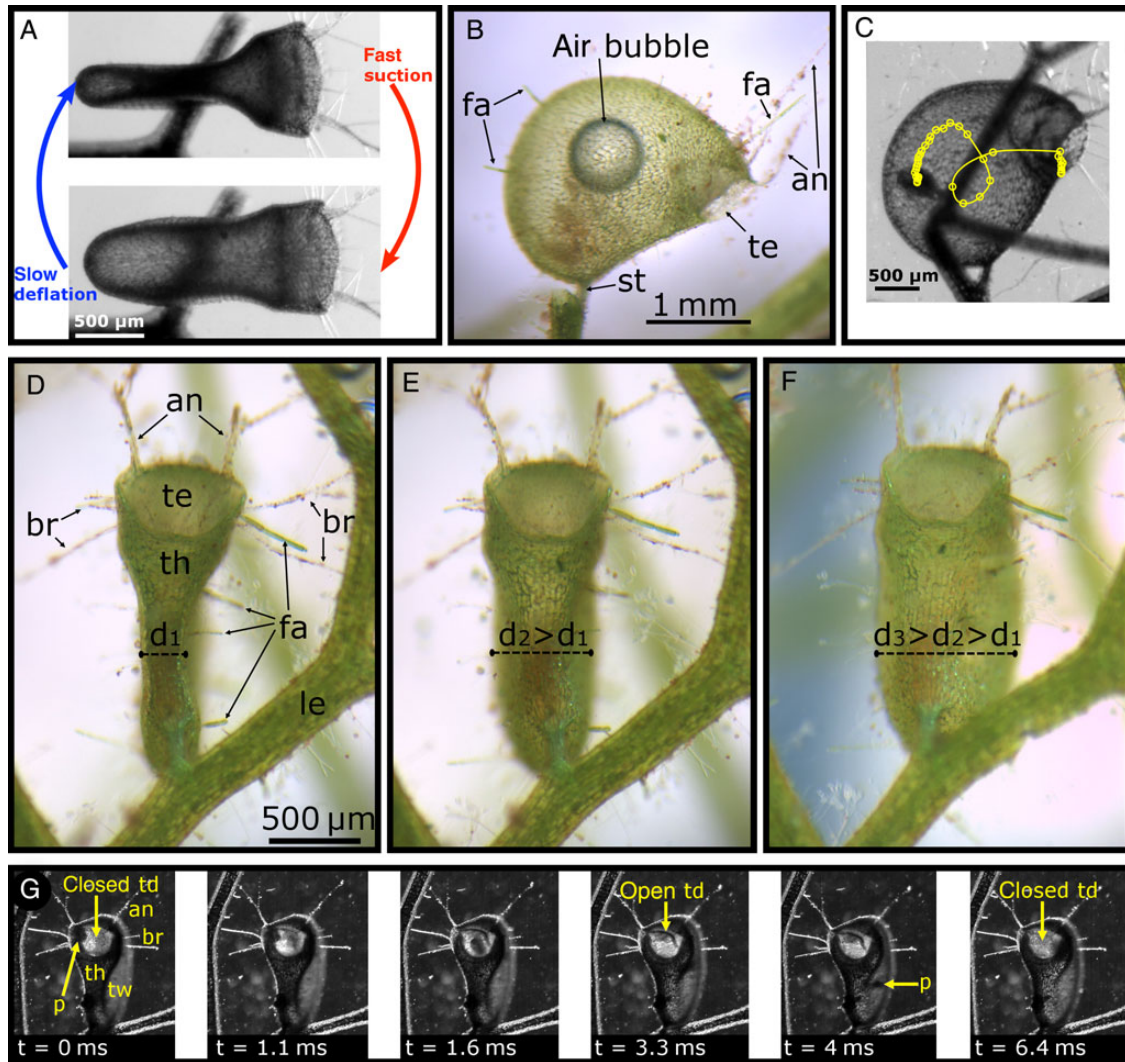 A
Fast
suction
Slow
deflation
500 µm
B
Air bubble
fa
fa
an
te
st
1 mm
C
500 µm
D
an
te
br
br
th
fa
d1
le
500 µm
E
d2>d1
F
d3>d2>d1
G
Closed td
an
br
th
tw
p
t = 0 ms
t = 1.1 ms
t = 1.6 ms
Open td
t = 3.3 ms
p
t = 4 ms
Closed td
t = 6.4 ms